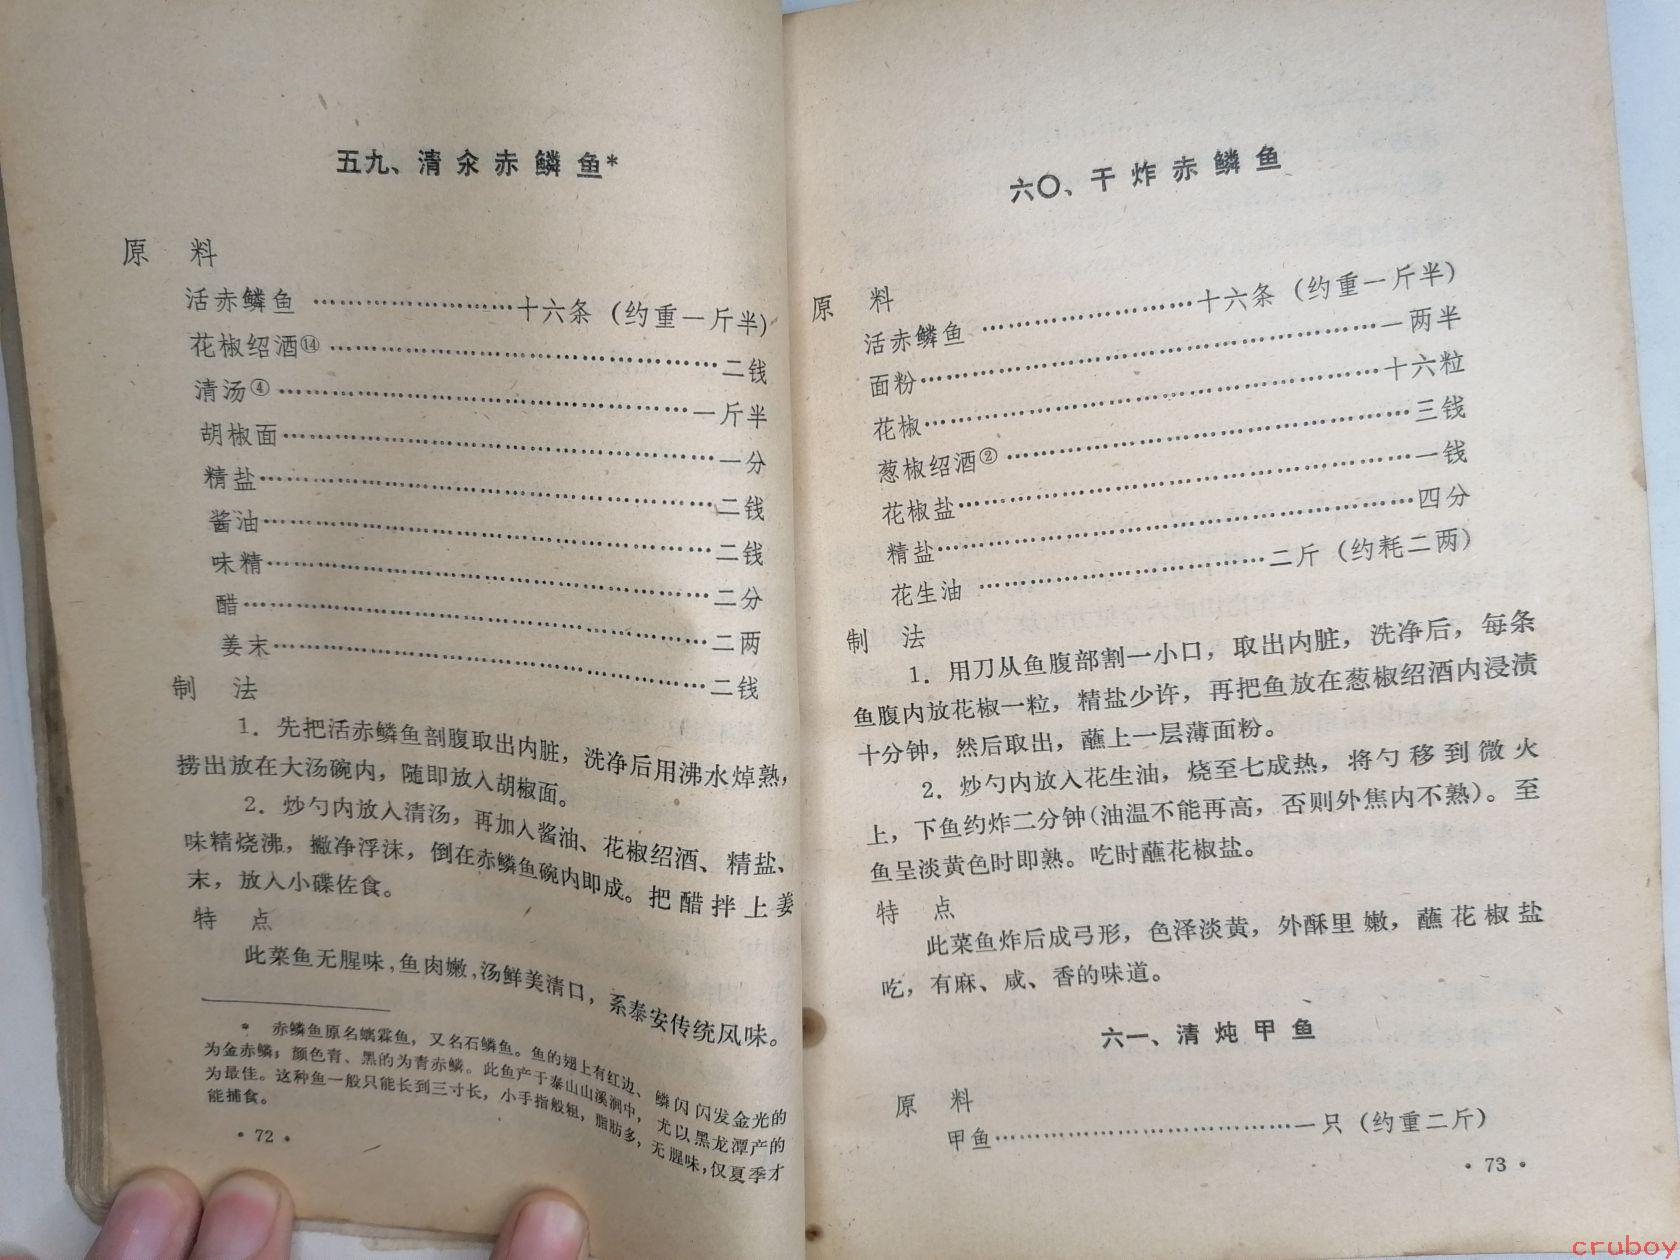 五九、清汆赤鳞鱼*
原　料
活赤鳞鱼 ……………………十六条（约重一斤半）
花椒绍酒⑭ ……………………二钱
清汤④ ……………………一斤半
胡椒面……………………一分
精盐……………………二钱
酱油……………………二钱
味精……………………二分
醋……………………二两
姜末……………………二钱
制　法
1．先把活赤鳞鱼剖腹取出内脏，洗净后用沸水焯熟，
捞出放在大汤碗内，随即放入胡椒面。
2．炒勺内放入清汤，再加入酱油、花椒绍酒、精盐、
味精烧沸，撇净浮沫，倒在赤鳞鱼碗内即成。把醋拌上姜
末，放入小碟佐食。
特　点
此菜鱼无腥味，鱼肉嫩，汤鲜美清口，系泰安传统风味。
* 赤鳞鱼原名螭霖鱼，又名石鳞鱼。鱼的翅上有红边、鳞闪闪发金光的
为金赤鳞；颜色青、黑的为青赤鳞。此鱼产于泰山山溪涧中，尤以黑龙潭产的
为最佳。这种鱼一般只能长到三寸长，小手指般粗，脂肪多，无腥味，仅夏季才
能捕食。
· 72 ·
六〇、干炸赤鳞鱼
原　料
活赤鳞鱼 ……………………十六条（约重一斤半）
面粉……………………一两半
花椒……………………十六粒
葱椒绍酒② ……………………三钱
花椒盐……………………一钱
精盐……………………四分
花生油 ……………………二斤（约耗二两）
制　法
1．用刀从鱼腹部割一小口，取出内脏，洗净后，每条
鱼腹内放花椒一粒，精盐少许，再把鱼放在葱椒绍酒内浸渍
十分钟，然后取出，蘸上一层薄面粉。
2．炒勺内放入花生油，烧至七成热，将勺移到微火
上，下鱼约炸二分钟（油温不能再高，否则外焦内不熟）。至
鱼呈淡黄色时即熟。吃时蘸花椒盐。
特　点
此菜鱼炸后成弓形，色泽淡黄，外酥里嫩，蘸花椒盐
吃，有麻、咸、香的味道。
六一、清炖甲鱼
原　料
甲鱼……………………一只（约重二斤）
· 73 ·
cruboy